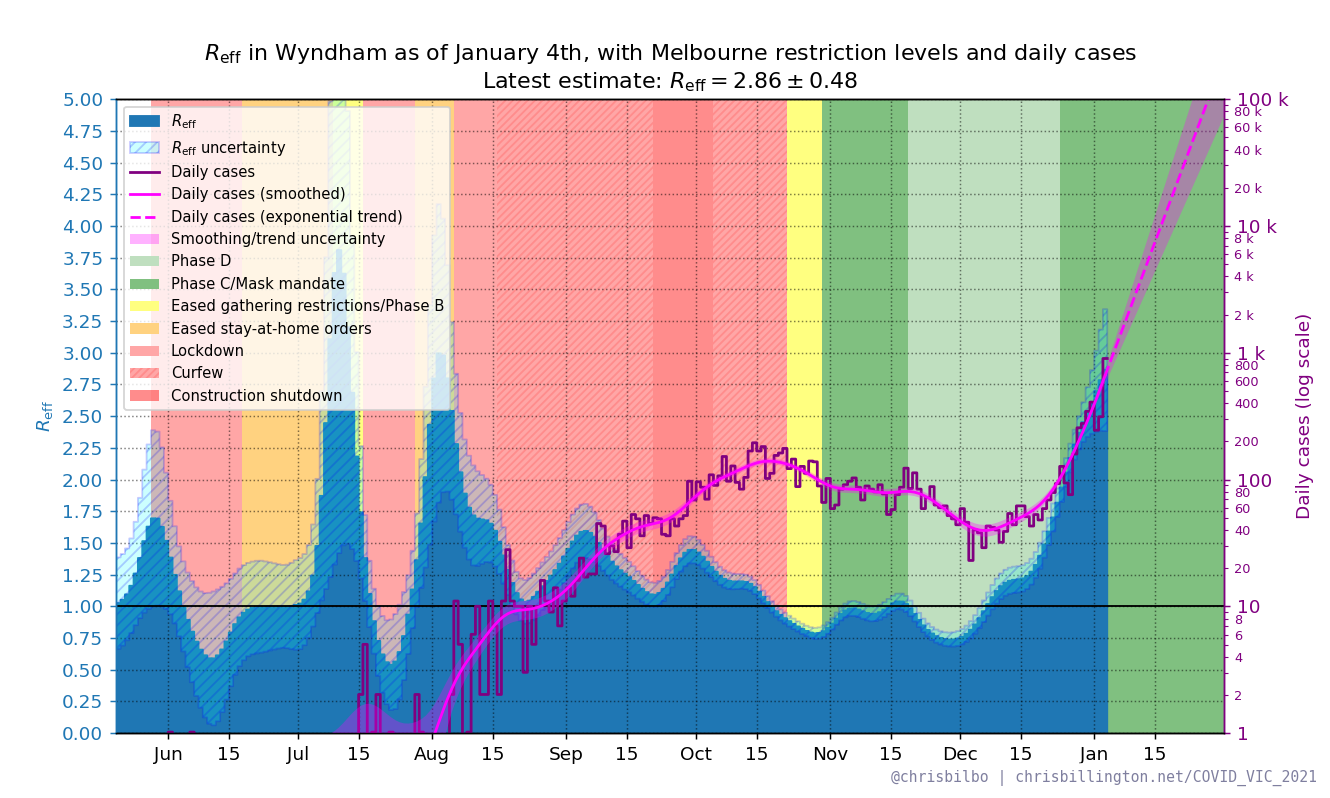 R_eff in Wyndham as of January 4th, with Melbourne restriction levels and daily cases
Latest estimate: R_eff = 2.86 ± 0.48
5.00
4.75
4.50
4.25
4.00
3.75
3.50
3.25
3.00
2.75
2.50
2.25
2.00
1.75
1.50
1.25
1.00
0.75
0.50
0.25
0.00
R_eff
R_eff
R_eff uncertainty
Daily cases
Daily cases (smoothed)
Daily cases (exponential trend)
Smoothing/trend uncertainty
Phase D
Phase C/Mask mandate
Eased gathering restrictions/Phase B
Eased stay-at-home orders
Lockdown
Curfew
Construction shutdown
100 k
80 k
60 k
40 k
20 k
10 k
8 k
6 k
4 k
2 k
1 k
800
600
400
200
100
80
60
40
20
10
8
6
4
2
1
Daily cases (log scale)
Jun 15 Jul 15 Aug 15 Sep 15 Oct 15 Nov 15 Dec 15 Jan 15
@chrisbilbo | chrisbillington.net/COVID_VIC_2021